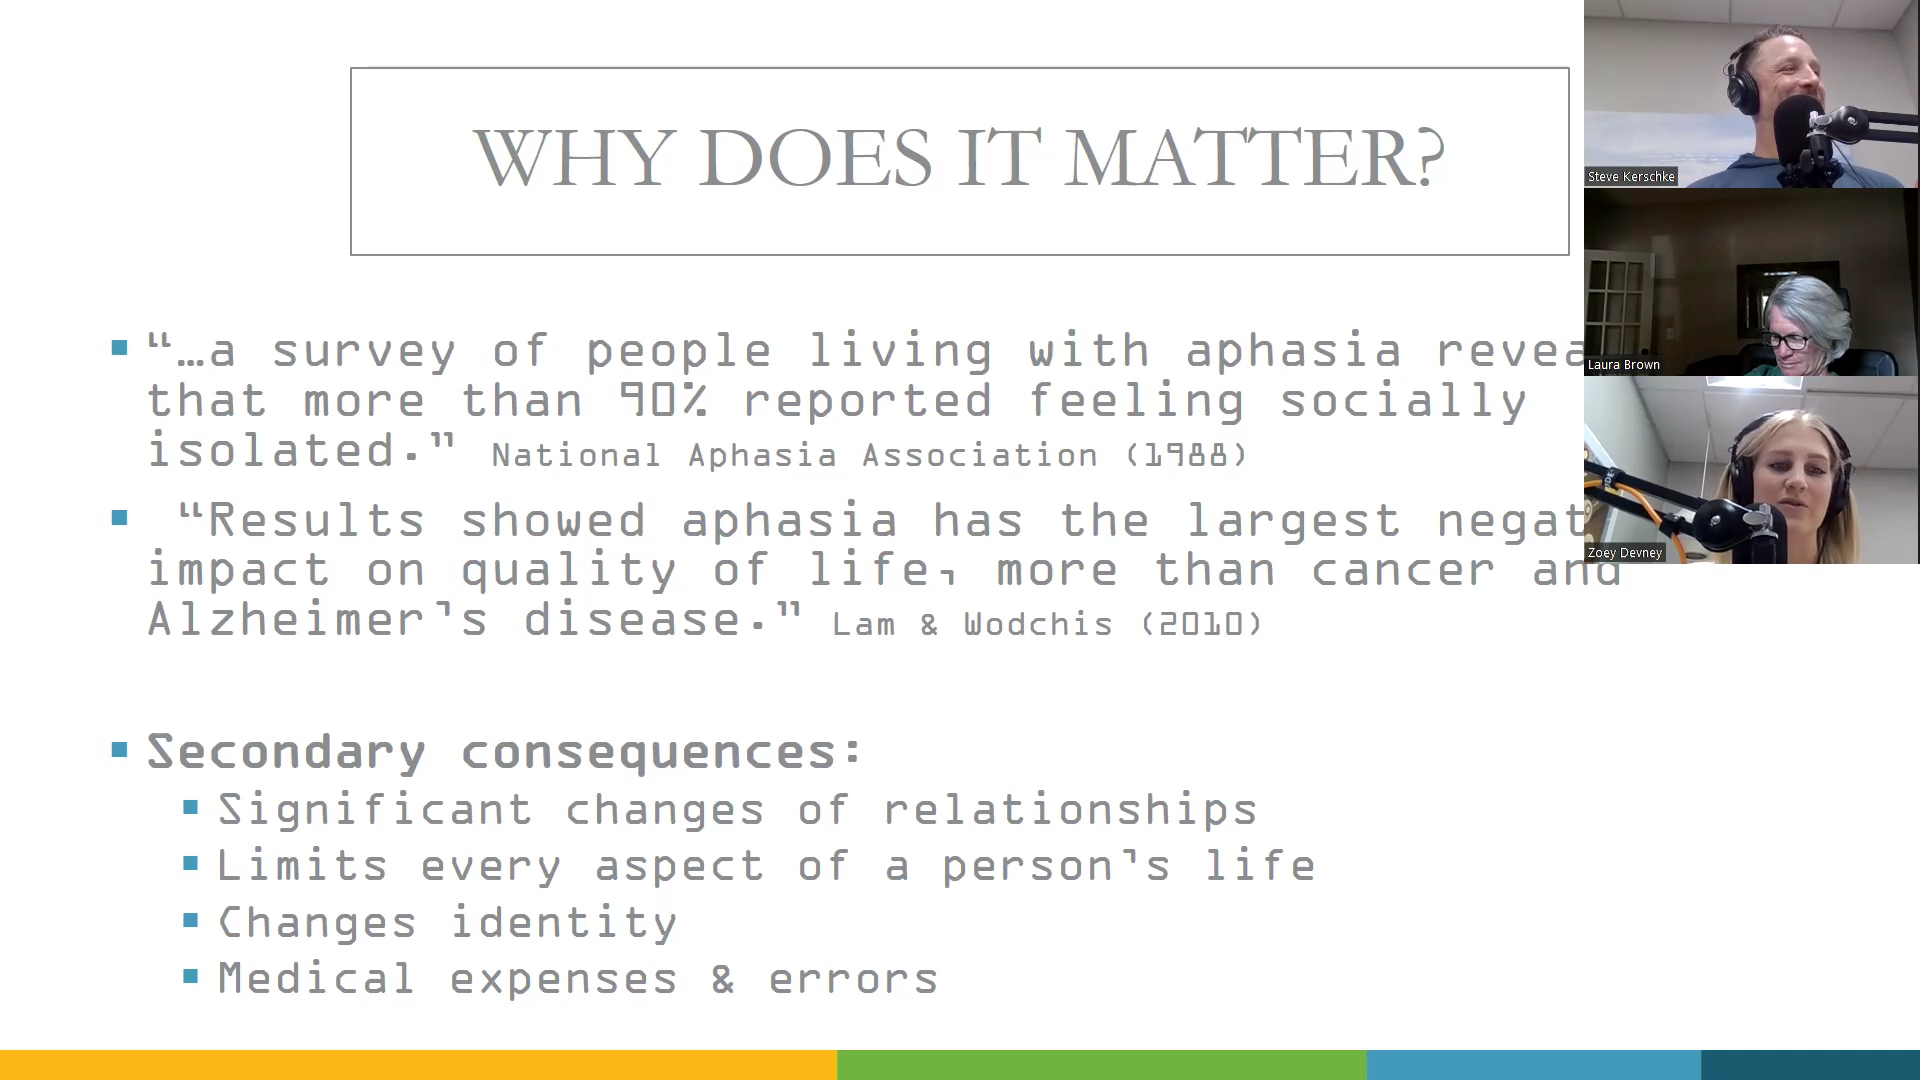 WHY DOES IT MATTER?
“…a survey of people living with aphasia
that more than 90% reported feeling socially
isolated.” National Aphasia Association (1988)
“Results showed aphasia has the largest
impact on quality of life, more than cancer and
Alzheimer’s disease.” Lam & Wodchis (2010)
Secondary consequences:
Significant changes of relationships
Limits every aspect of a person’s life
Changes identity
Medical expenses & errors
Steve Kerschke
Laura Brown
Zoey Devney